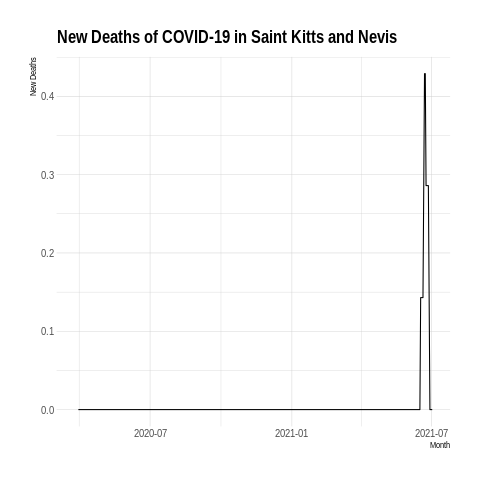 New Deaths of COVID-19 in Saint Kitts and Nevis
New Deaths
0.4
0.3
0.2
0.1
0.0
2020-07
2021-01
2021-07
Month